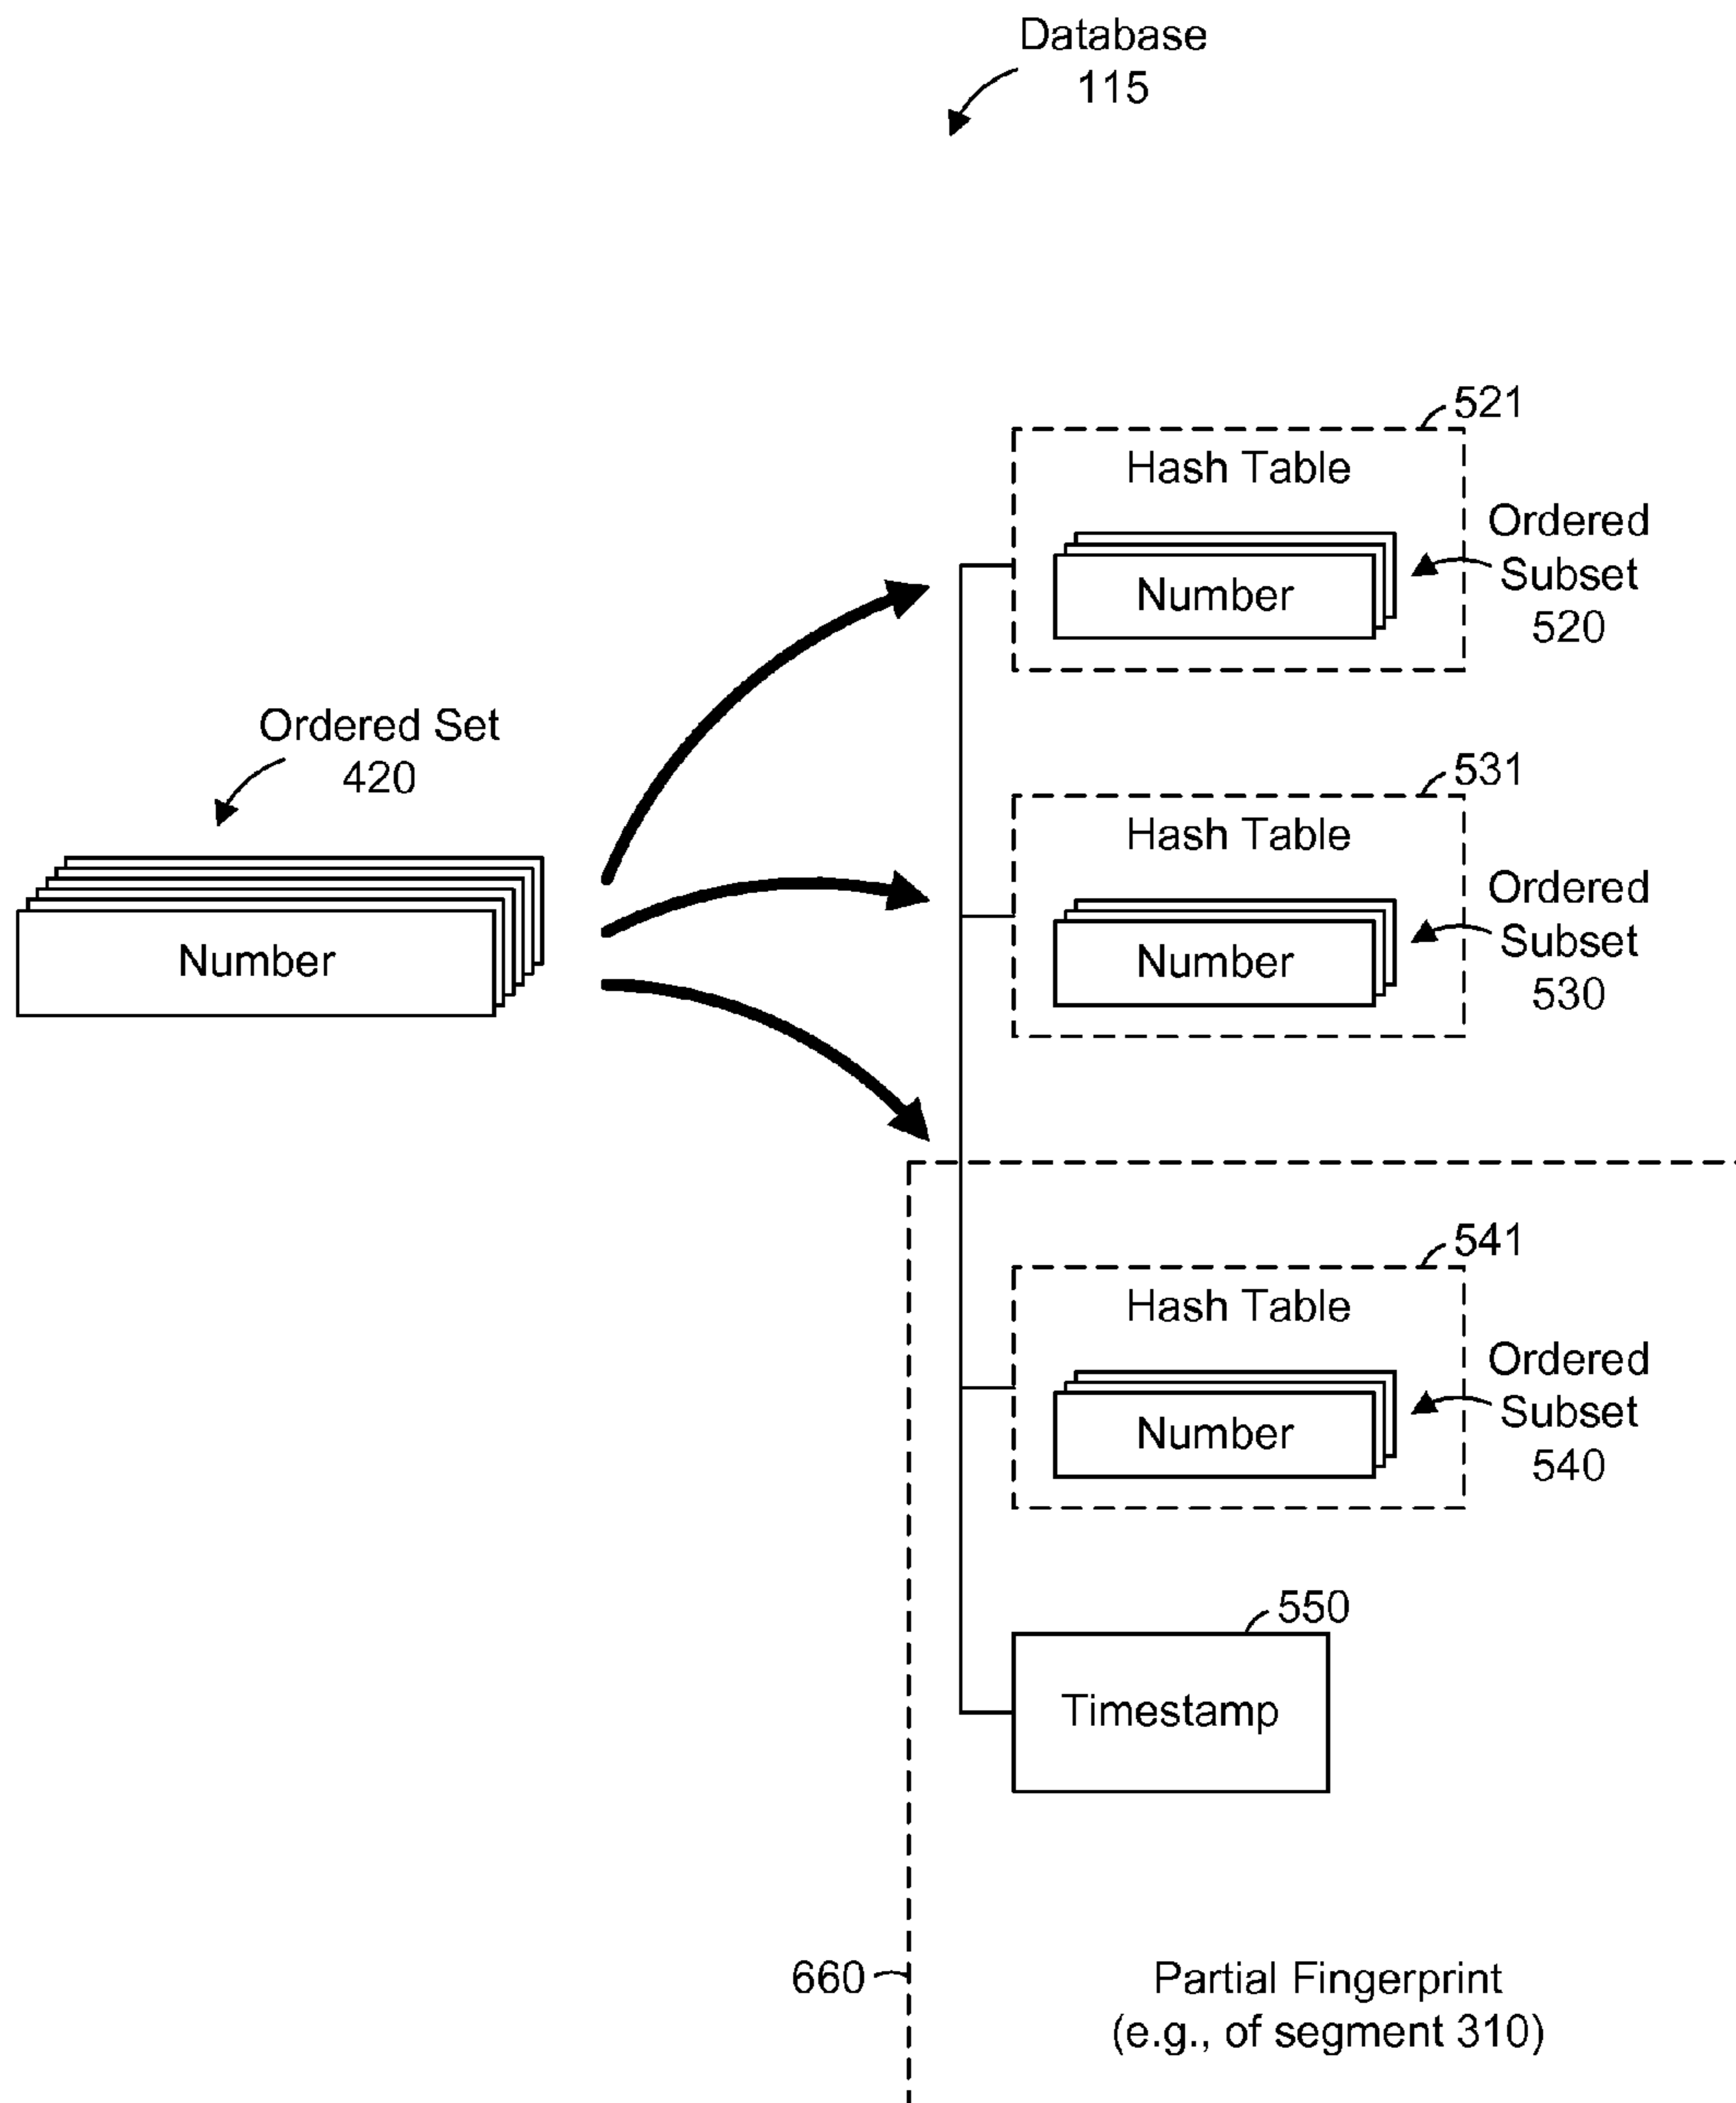 Database
115
521
Hash Table
Number
Ordered
Subset
520
Ordered Set
420
Number
531
Hash Table
Number
Ordered
Subset
530
541
Hash Table
Number
Ordered
Subset
540
550
Timestamp
660
Partial Fingerprint
(e.g., of segment 310)